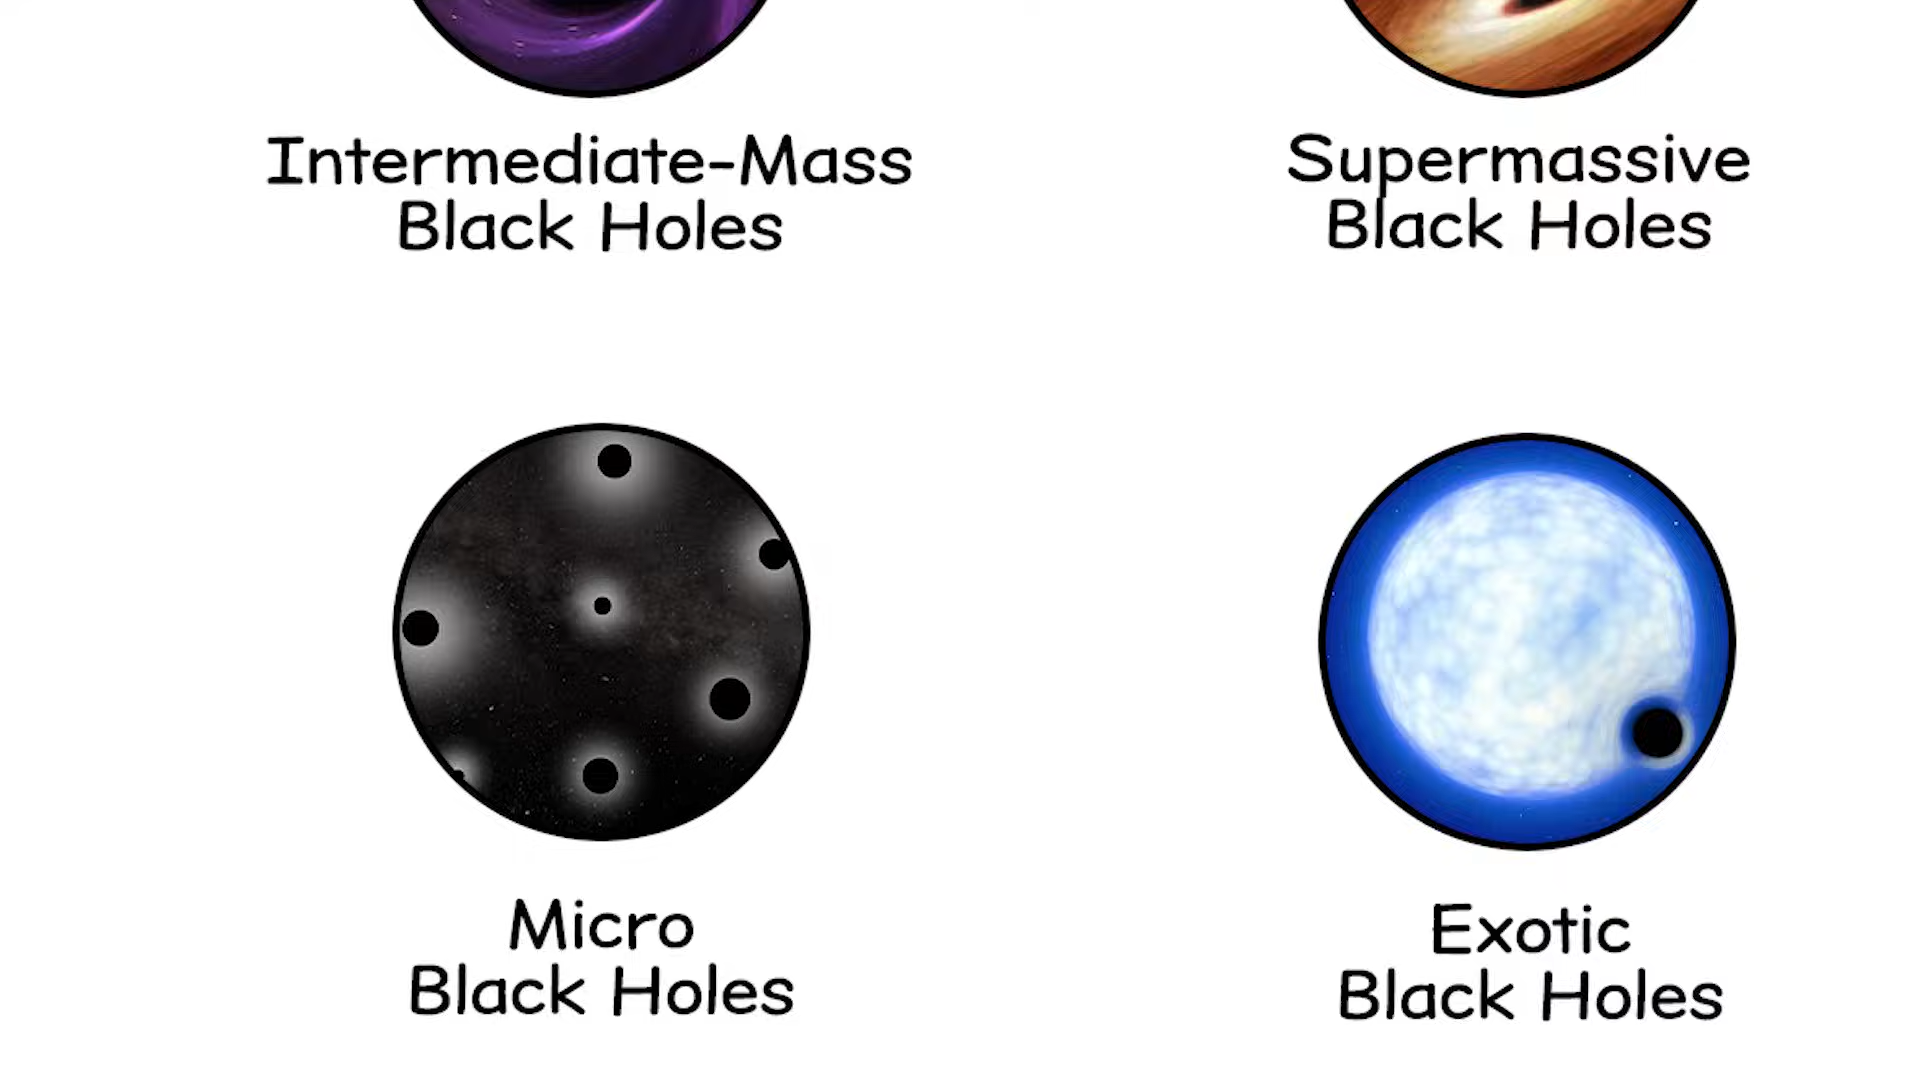 Intermediate-Mass
Black Holes
Supermassive
Black Holes
Micro
Black Holes
Exotic
Black Holes